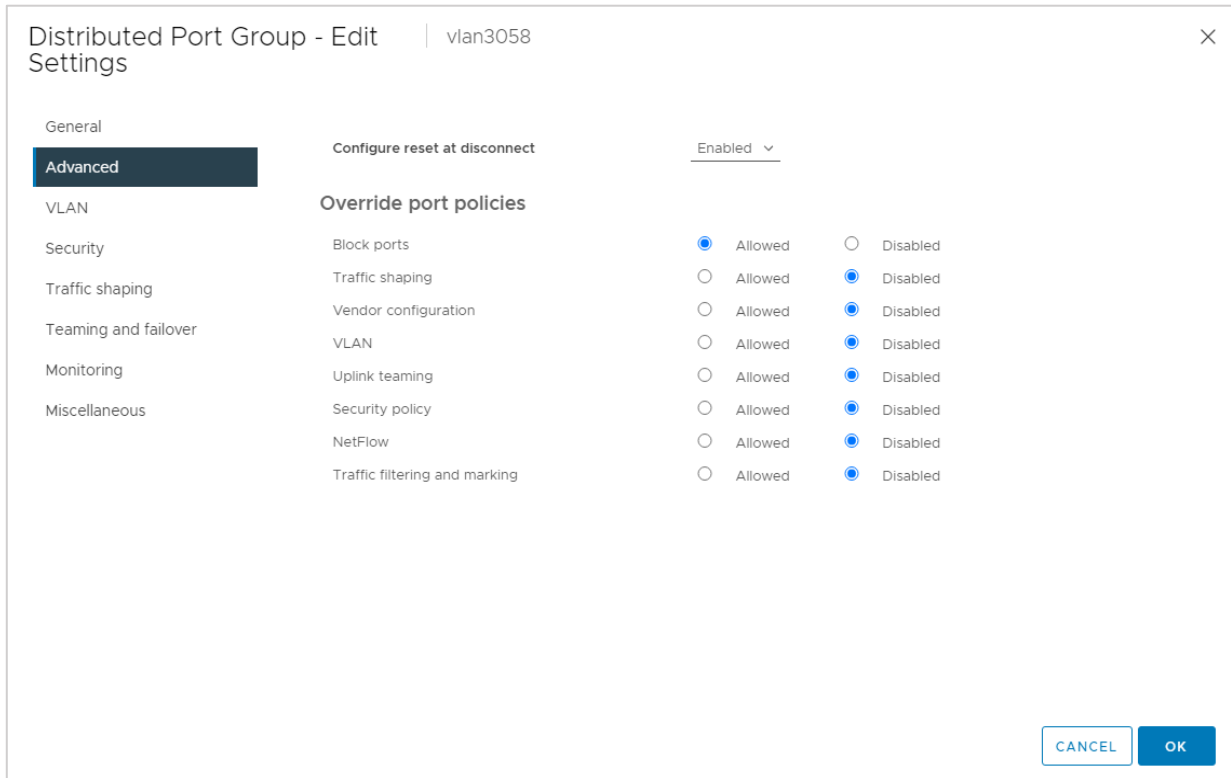 Distributed Port Group - Edit Settings
vlan3058
General
Advanced
VLAN
Security
Traffic shaping
Teaming and failover
Monitoring
Miscellaneous
Configure reset at disconnect Enabled
Override port policies
Block ports Allowed Disabled
Traffic shaping Allowed Disabled
Vendor configuration Allowed Disabled
VLAN Allowed Disabled
Uplink teaming Allowed Disabled
Security policy Allowed Disabled
NetFlow Allowed Disabled
Traffic filtering and marking Allowed Disabled
CANCEL OK